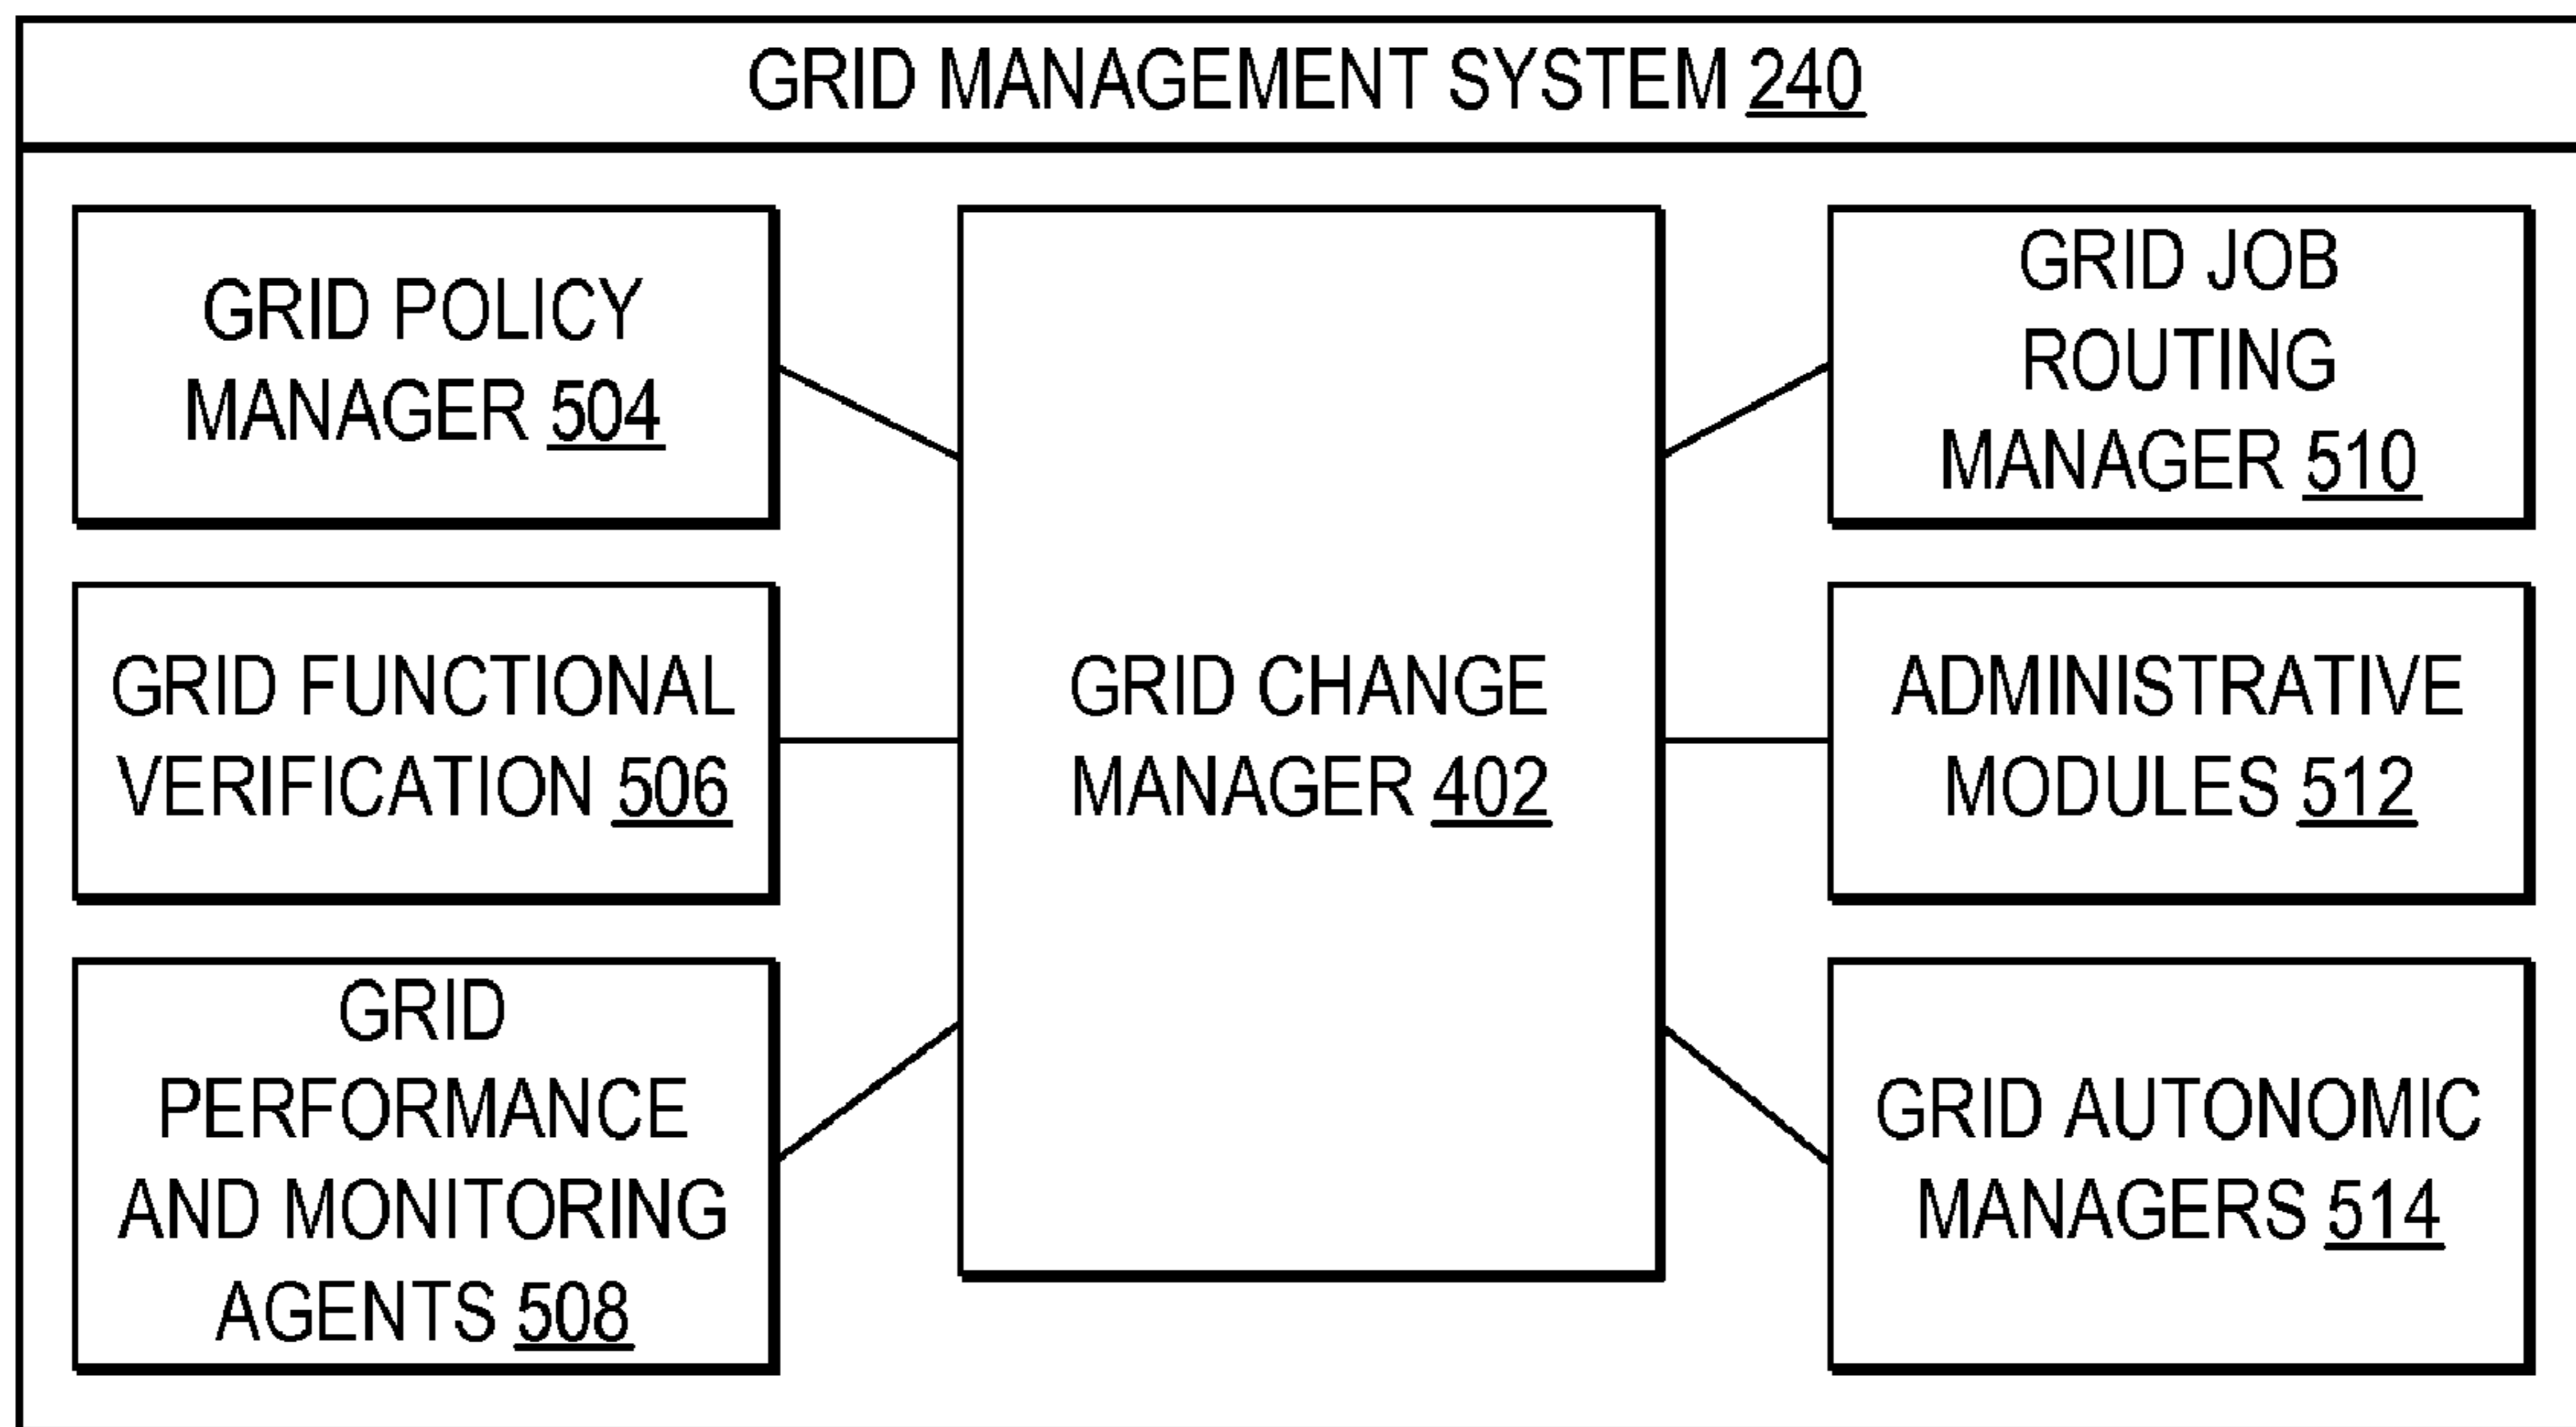 GRID MANAGEMENT SYSTEM 240
GRID POLICY
MANAGER 504
GRID FUNCTIONAL
VERIFICATION 506
GRID
PERFORMANCE
AND MONITORING
AGENTS 508
GRID CHANGE
MANAGER 402
GRID JOB
ROUTING
MANAGER 510
ADMINISTRATIVE
MODULES 512
GRID AUTONOMIC
MANAGERS 514